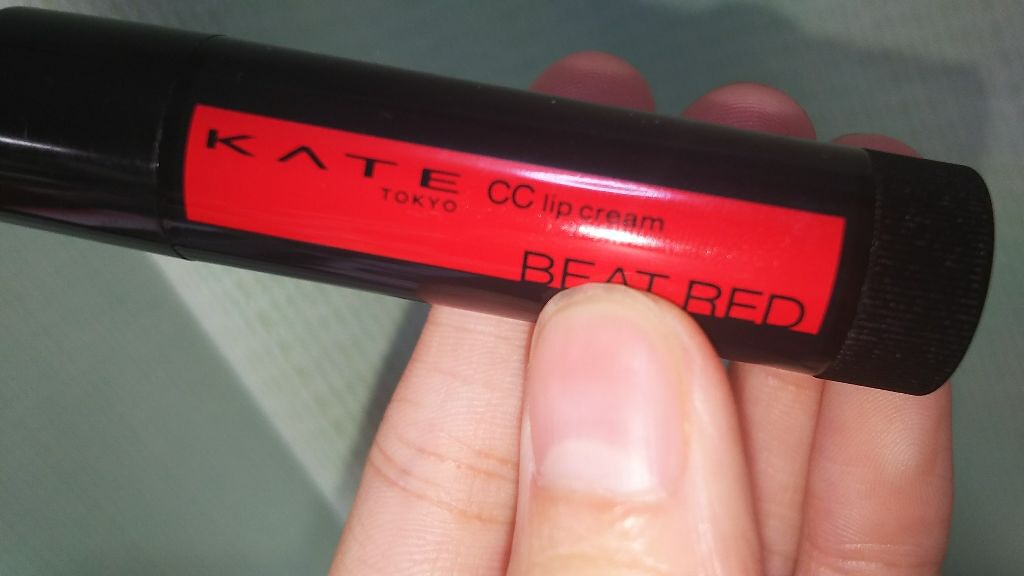 KATE
TOKYO
CC lip cream
BEAT RED